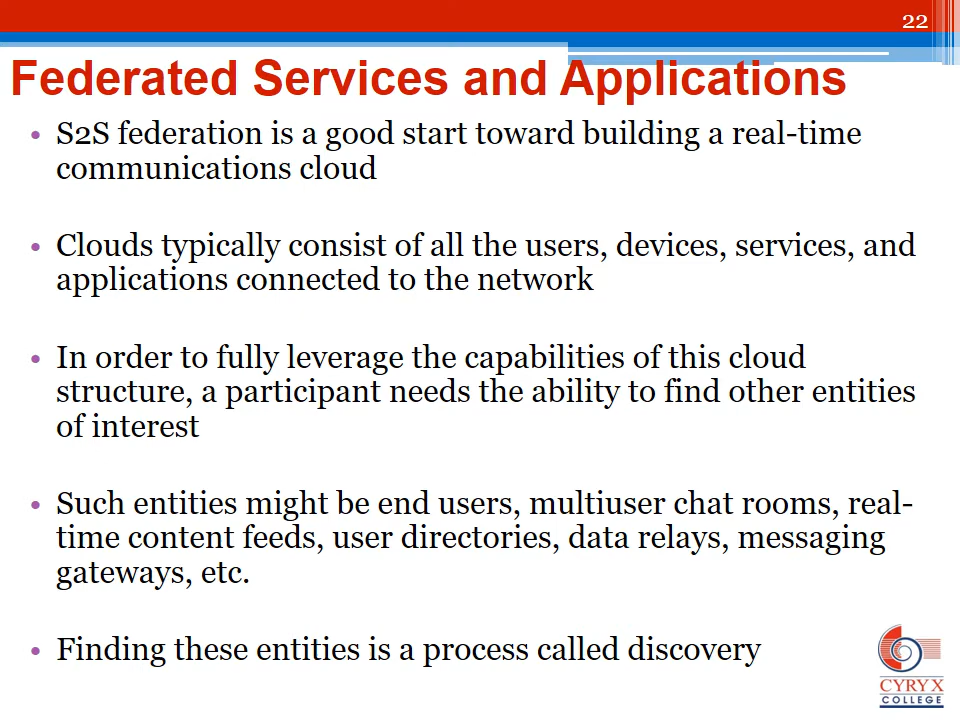 22
Federated Services and Applications
• S2S federation is a good start toward building a real-time
communications cloud
• Clouds typically consist of all the users, devices, services, and
applications connected to the network
• In order to fully leverage the capabilities of this cloud
structure, a participant needs the ability to find other entities
of interest
• Such entities might be end users, multiuser chat rooms, real-
time content feeds, user directories, data relays, messaging
gateways, etc.
• Finding these entities is a process called discovery
CYRYX
COLLEGE